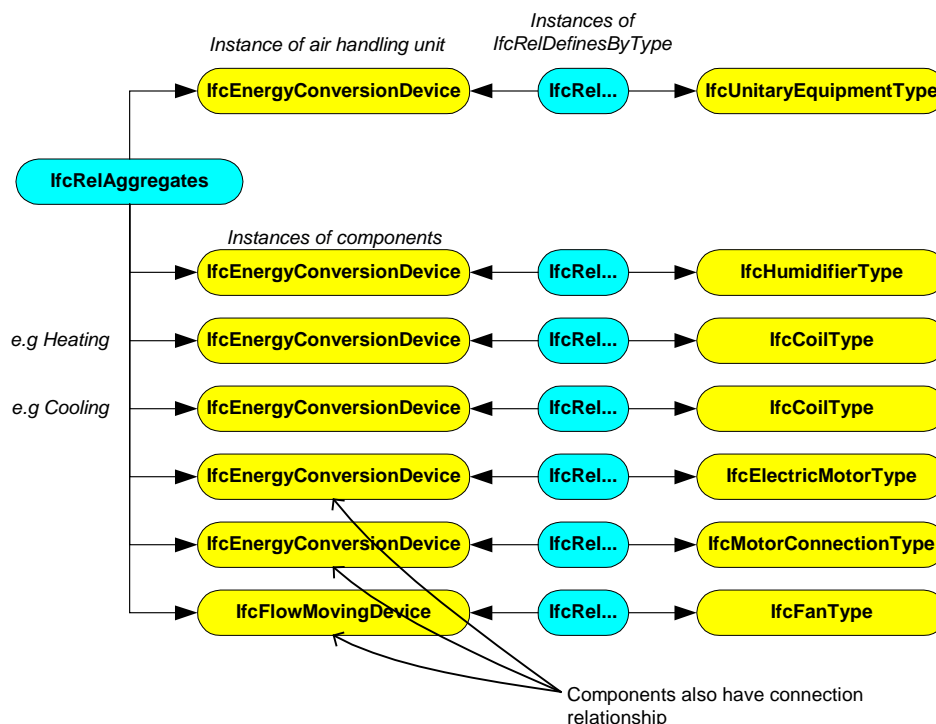 Instance of air handling unit
Instances of
IfcRelDefinesByType
IfcEnergyConversionDevice
IfcRel...
IfcUnitaryEquipmentType
IfcRelAggregates
Instances of components
IfcEnergyConversionDevice
IfcRel...
IfcHumidifierType
e.g Heating
IfcEnergyConversionDevice
IfcRel...
IfcCoilType
e.g Cooling
IfcEnergyConversionDevice
IfcRel...
IfcCoilType
IfcEnergyConversionDevice
IfcRel...
IfcElectricMotorType
IfcEnergyConversionDevice
IfcRel...
IfcMotorConnectionType
IfcFlowMovingDevice
IfcRel...
IfcFanType
Components also have connection
relationship